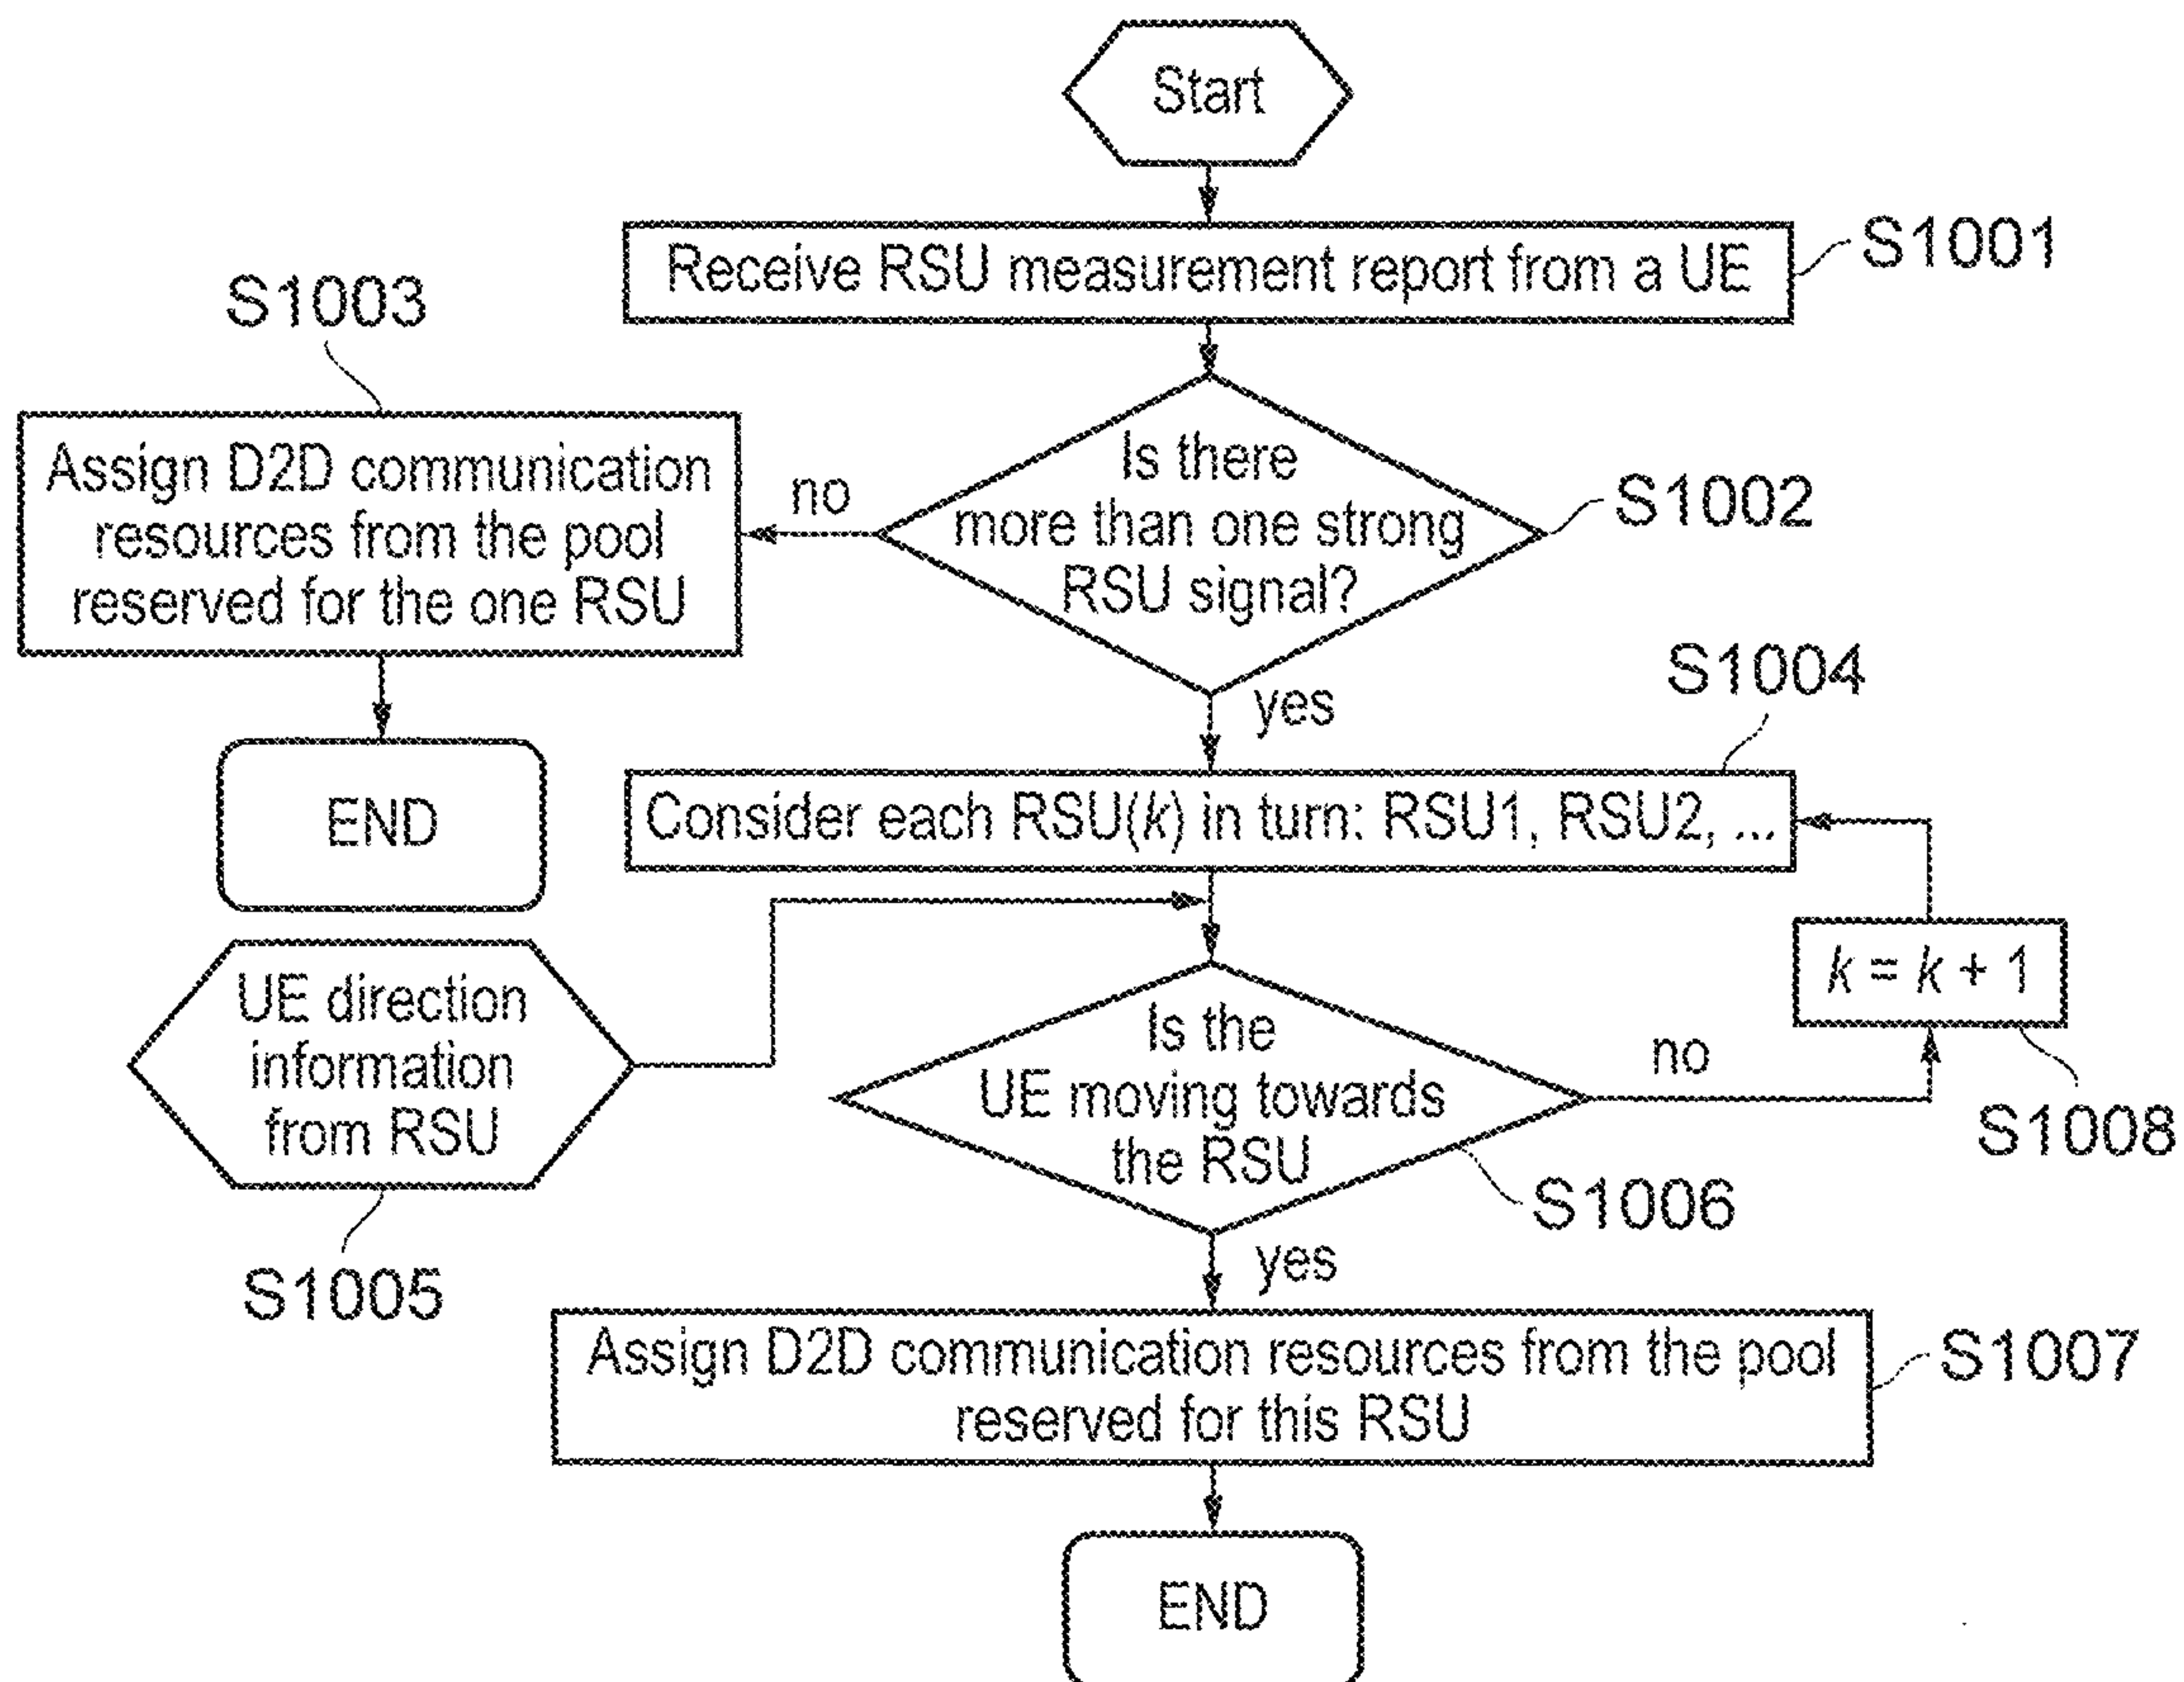 Start
Receive RSU measurement report from a UE
S1001
S1003
Is there
more than one strong
RSU signal?
S1002
no
Assign D2D communication
resources from the pool
reserved for the one RSU
END
yes
S1004
Consider each RSU(k) in turn: RSU1, RSU2, ...
k = k + 1
S1008
UE direction
information
from RSU
S1005
Is the
UE moving towards
the RSU
no
S1006
yes
Assign D2D communication resources from the pool
reserved for this RSU
S1007
END